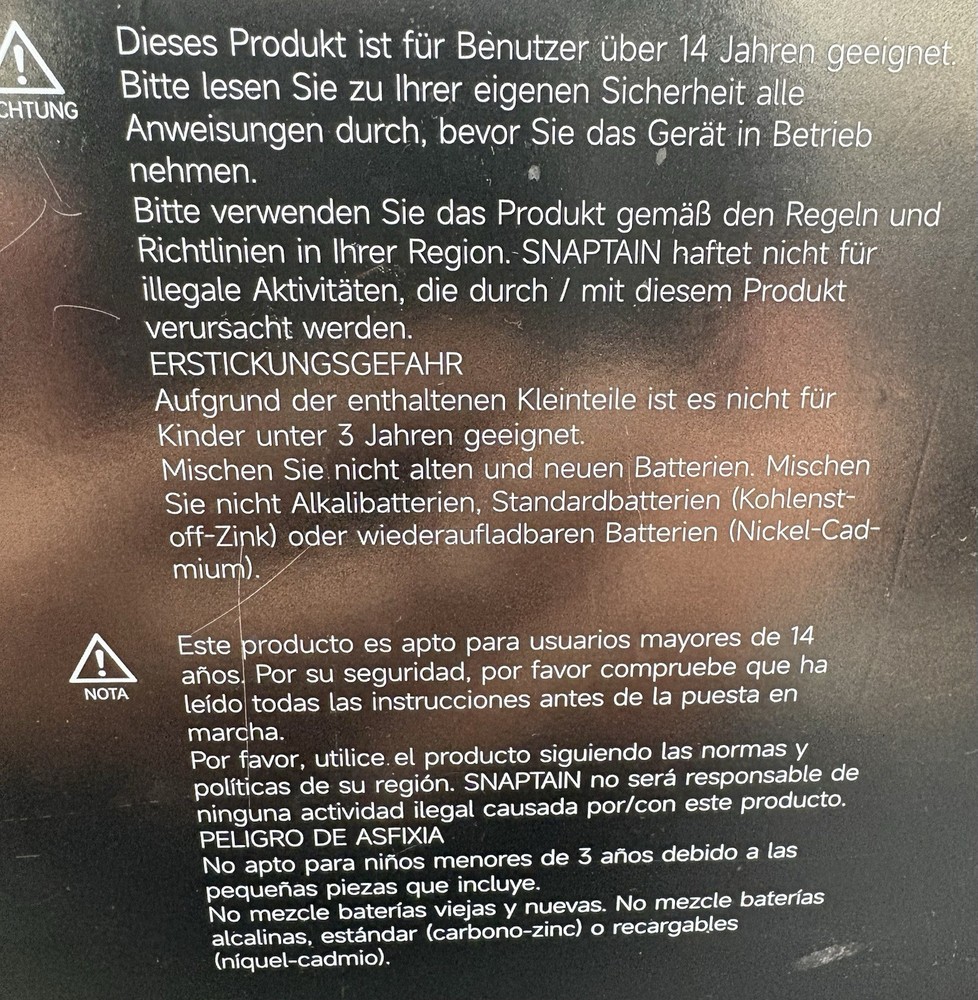 Dieses Produkt ist für Benutzer über 14 Jahren geeignet.
CHTUNG
Bitte lesen Sie zu Ihrer eigenen Sicherheit alle
Anweisungen durch, bevor Sie das Gerät in Betrieb
nehmen.
Bitte verwenden Sie das Produkt gemäß den Regeln und
Richtlinien in Ihrer Region. SNAPTAIN haftet nicht für
illegale Aktivitäten, die durch / mit diesem Produkt
verursacht werden.
ERSTICKUNGSGEFAHR
Aufgrund der enthaltenen Kleinteile ist es nicht für
Kinder unter 3 Jahren geeignet.
Mischen Sie nicht alten und neuen Batterien. Mischen
Sie nicht Alkalibatterien, Standardbatterien (Kohlenst-
off-Zink) oder wiederaufladbaren Batterien (Nickel-Cad-
mium).
Este producto es apto para usuarios mayores de 14
años. Por su seguridad, por favor compruebe que ha
NOTA
leído todas las instrucciones antes de la puesta en
marcha.
Por favor, utilice el producto siguiendo las normas y
políticas de su región. SNAPTAIN no será responsable de
ninguna actividad ilegal causada por/con este producto.
PELIGRO DE ASFIXIA
No apto para niños menores de 3 años debido a las
pequeñas piezas que incluye.
No mezcle baterías viejas y nuevas. No mezcle baterías
alcalinas, estándar (carbono-zinc) o recargables
(níquel-cadmio).